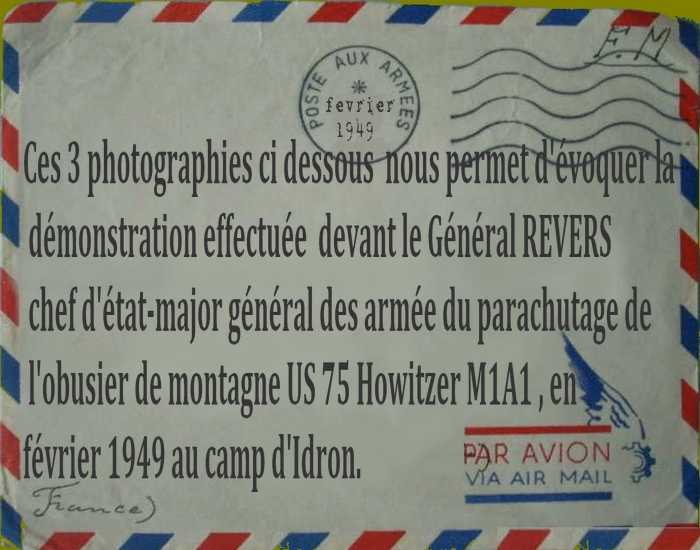 F.M
POSTE AUX ARMEES
fevrier
1949
Ces 3 photographies ci dessous nous permet d'évoquer la
démonstration effectuée devant le Général REVERS
chef d'état-major général des armée du parachutage de
l'obusier de montagne US 75 Howitzer M1A1 , en
février 1949 au camp d'Idron.
PAR AVION
VIA AIR MAIL
France)